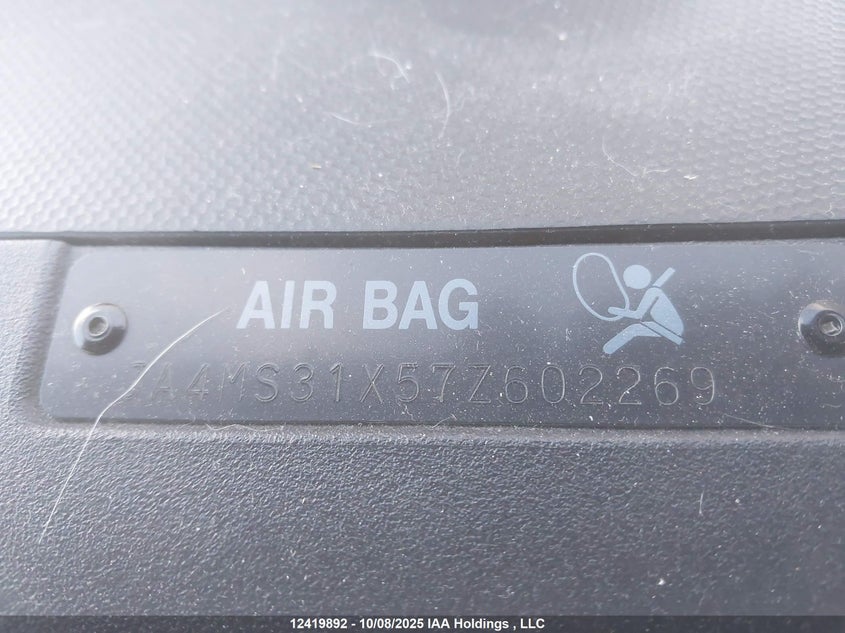 AIR BAG
JA4MS31X57Z602269
12419892 - 10/08/2025 IAA Holdings , LLC